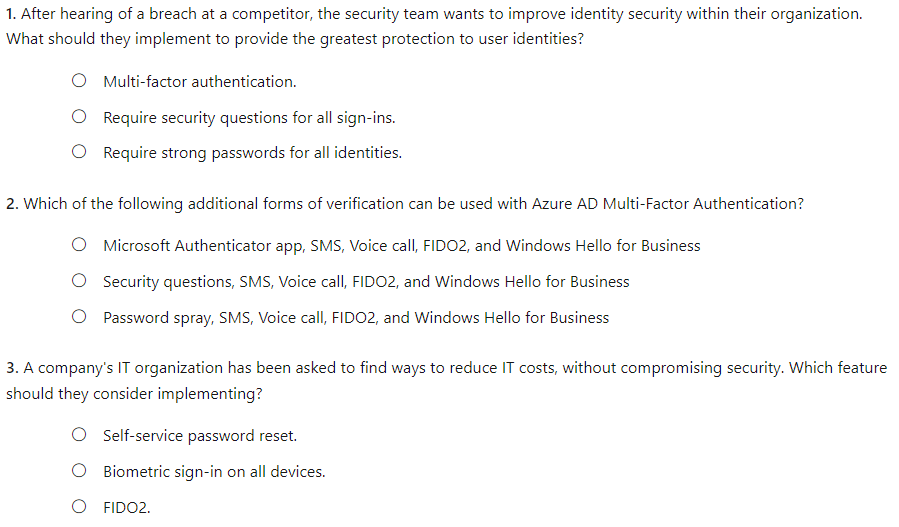 1. After hearing of a breach at a competitor, the security team wants to improve identity security within their organization.
What should they implement to provide the greatest protection to user identities?
Multi-factor authentication.
Require security questions for all sign-ins.
Require strong passwords for all identities.
2. Which of the following additional forms of verification can be used with Azure AD Multi-Factor Authentication?
Microsoft Authenticator app, SMS, Voice call, FIDO2, and Windows Hello for Business
Security questions, SMS, Voice call, FIDO2, and Windows Hello for Business
Password spray, SMS, Voice call, FIDO2, and Windows Hello for Business
3. A company's IT organization has been asked to find ways to reduce IT costs, without compromising security. Which feature
should they consider implementing?
Self-service password reset.
Biometric sign-in on all devices.
FIDO2.